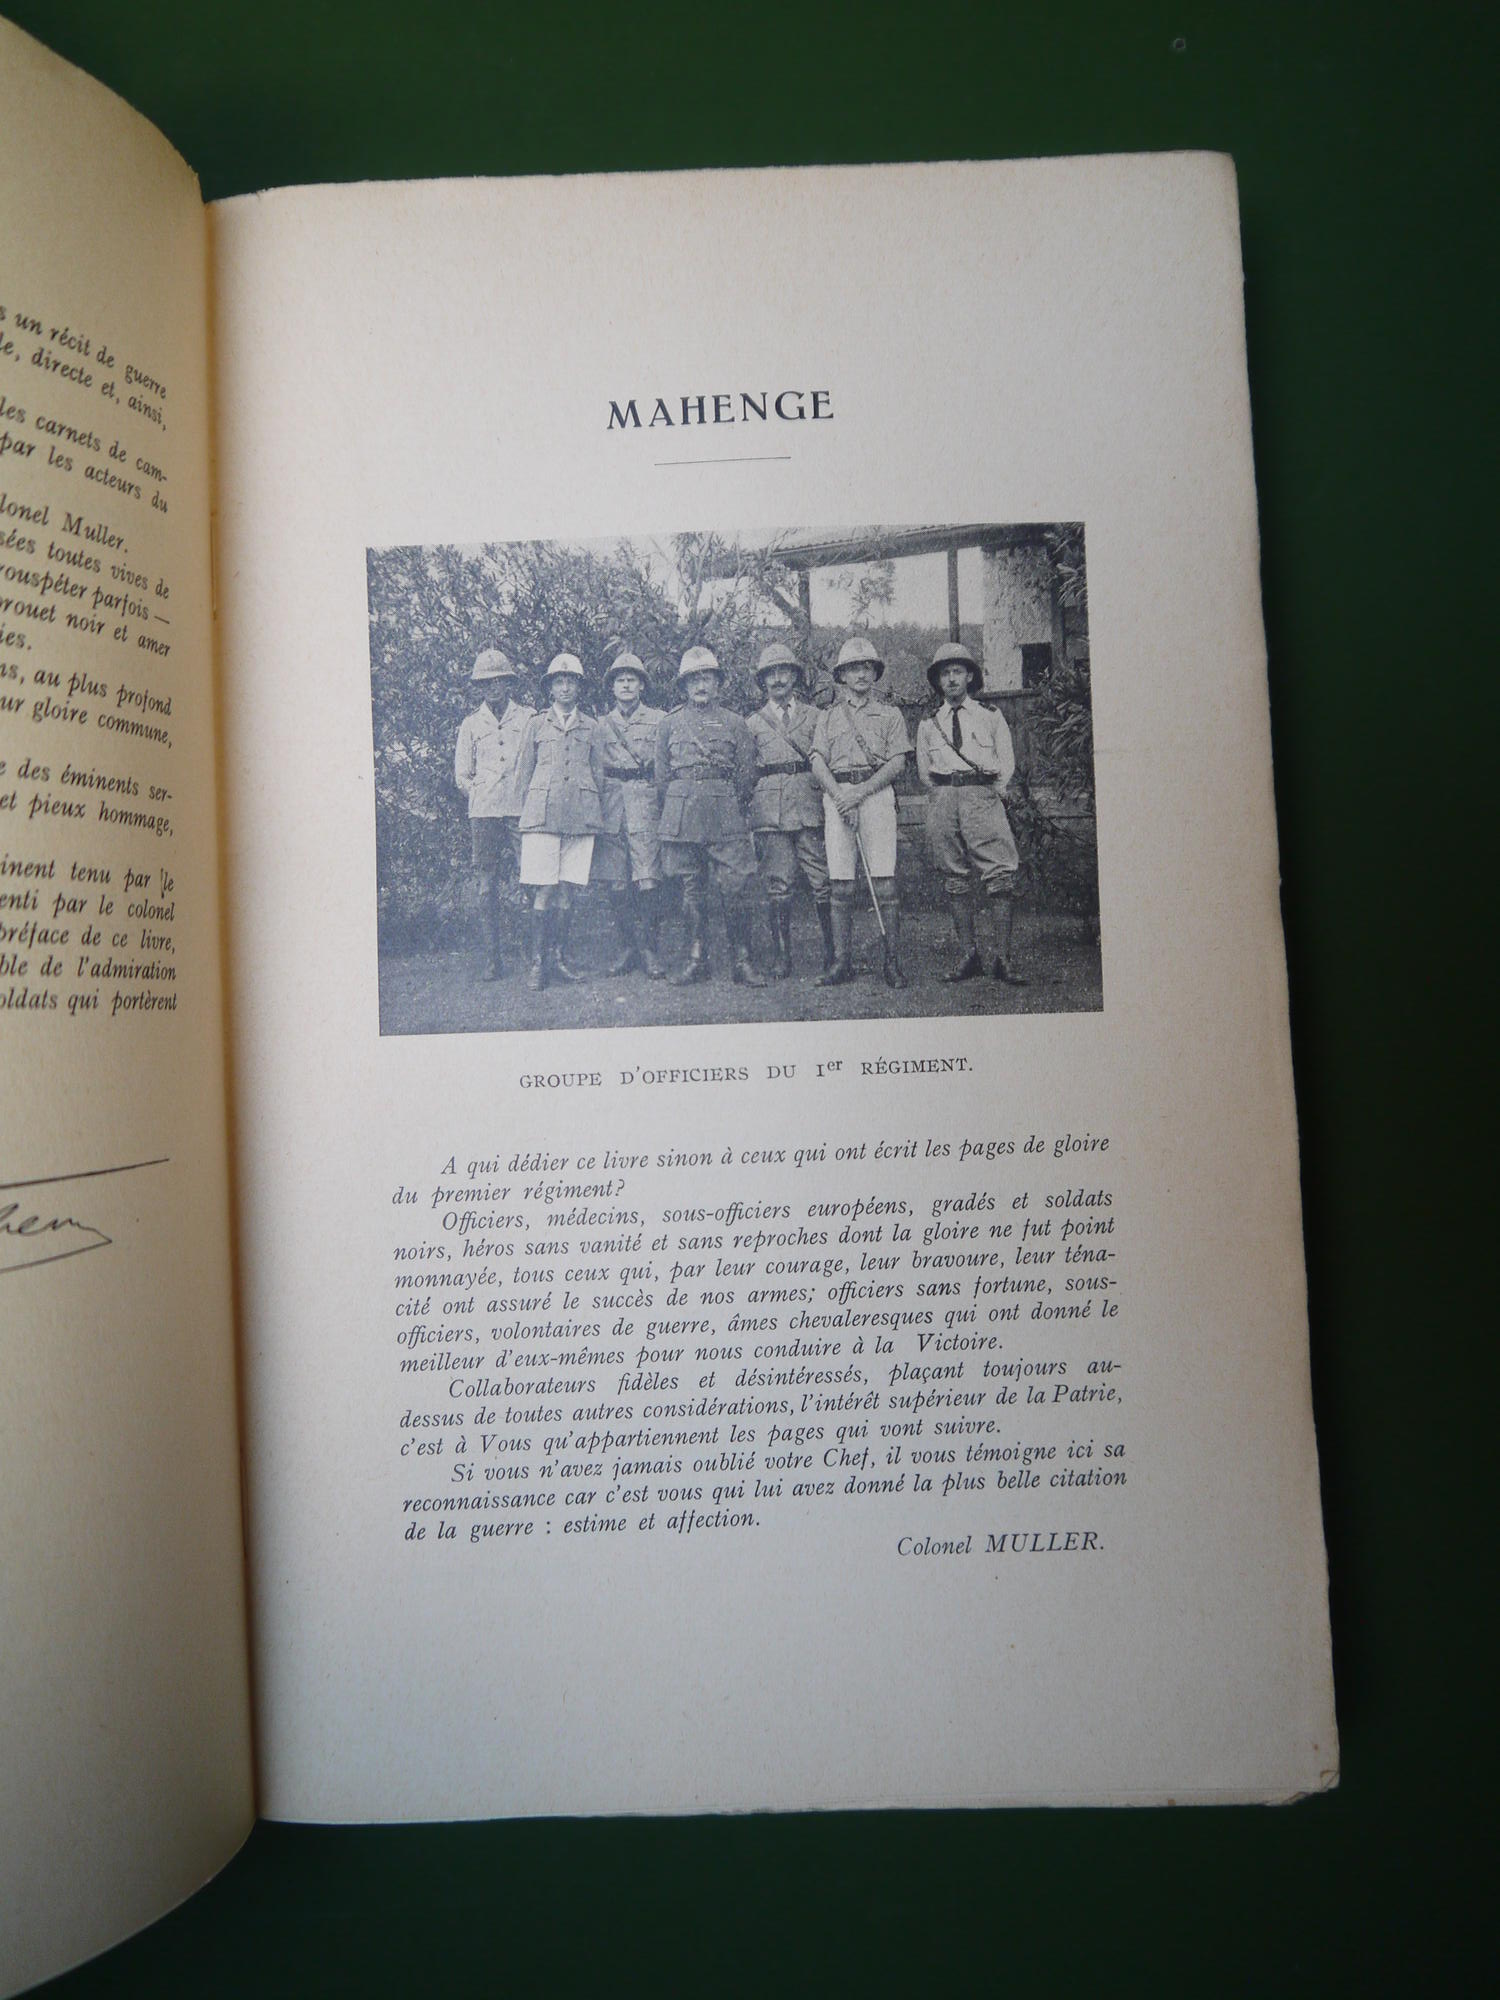 s un récit de guerre
le, directe et, ainsi,
les carnets de cam-
par les acteurs du
lonel Muller.
sées toutes vives de
rouspéter parfois —
brouet noir et amer
ies.
ns, au plus profond
ur gloire commune,
e des éminents ser-
et pieux hommage,
inent tenu par le
enti par le colonel
préface de ce livre,
ble de l'admiration
oldats qui portèrent
MAHENGE
GROUPE D'OFFICIERS DU 1er RÉGIMENT.
A qui dédier ce livre sinon à ceux qui ont écrit les pages de gloire
du premier régiment?
Officiers, médecins, sous-officiers européens, gradés et soldats
noirs, héros sans vanité et sans reproches dont la gloire ne fut point
monnayée, tous ceux qui, par leur courage, leur bravoure, leur téna-
cité ont assuré le succès de nos armes; officiers sans fortune, sous-
officiers, volontaires de guerre, âmes chevaleresques qui ont donné le
meilleur d'eux-mêmes pour nous conduire à la Victoire.
Collaborateurs fidèles et désintéressés, plaçant toujours au-
dessus de toutes autres considérations, l'intérêt supérieur de la Patrie,
c'est à Vous qu'appartiennent les pages qui vont suivre.
Si vous n'avez jamais oublié votre Chef, il vous témoigne ici sa
reconnaissance car c'est vous qui lui avez donné la plus belle citation
de la guerre : estime et affection.
Colonel MULLER.